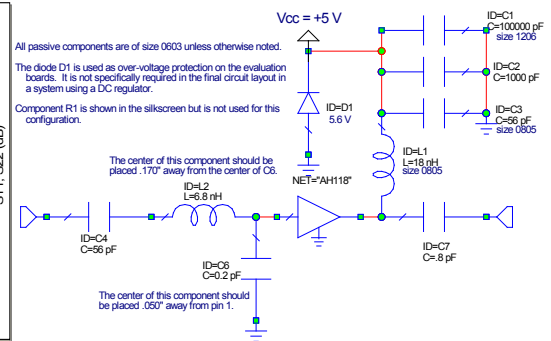 Vcc = +5 V
All passive components are of size 0603 unless otherwise noted.
The diode D1 is used as over-voltage protection on the evaluation
boards. It is not specifically required in the final circuit layout in
a system using a DC regulator.
Component R1 is shown in the silkscreen but is not used for this
configuration.
ID=C1
C=100000 pF
size 1206
ID=C2
C=1000 pF
ID=C3
C=56 pF
size 0805
ID=D1
5.6 V
ID=L1
L=18 nH
size 0805
The center of this component should be
placed .170" away from the center of C6.
NET="AH118"
ID=L2
L=6.8 nH
ID=C4
C=56 pF
ID=C6
C=0.2 pF
ID=C7
C=.8 pF
The center of this component should
be placed .050" away from pin 1.
S11, S22 (dB)